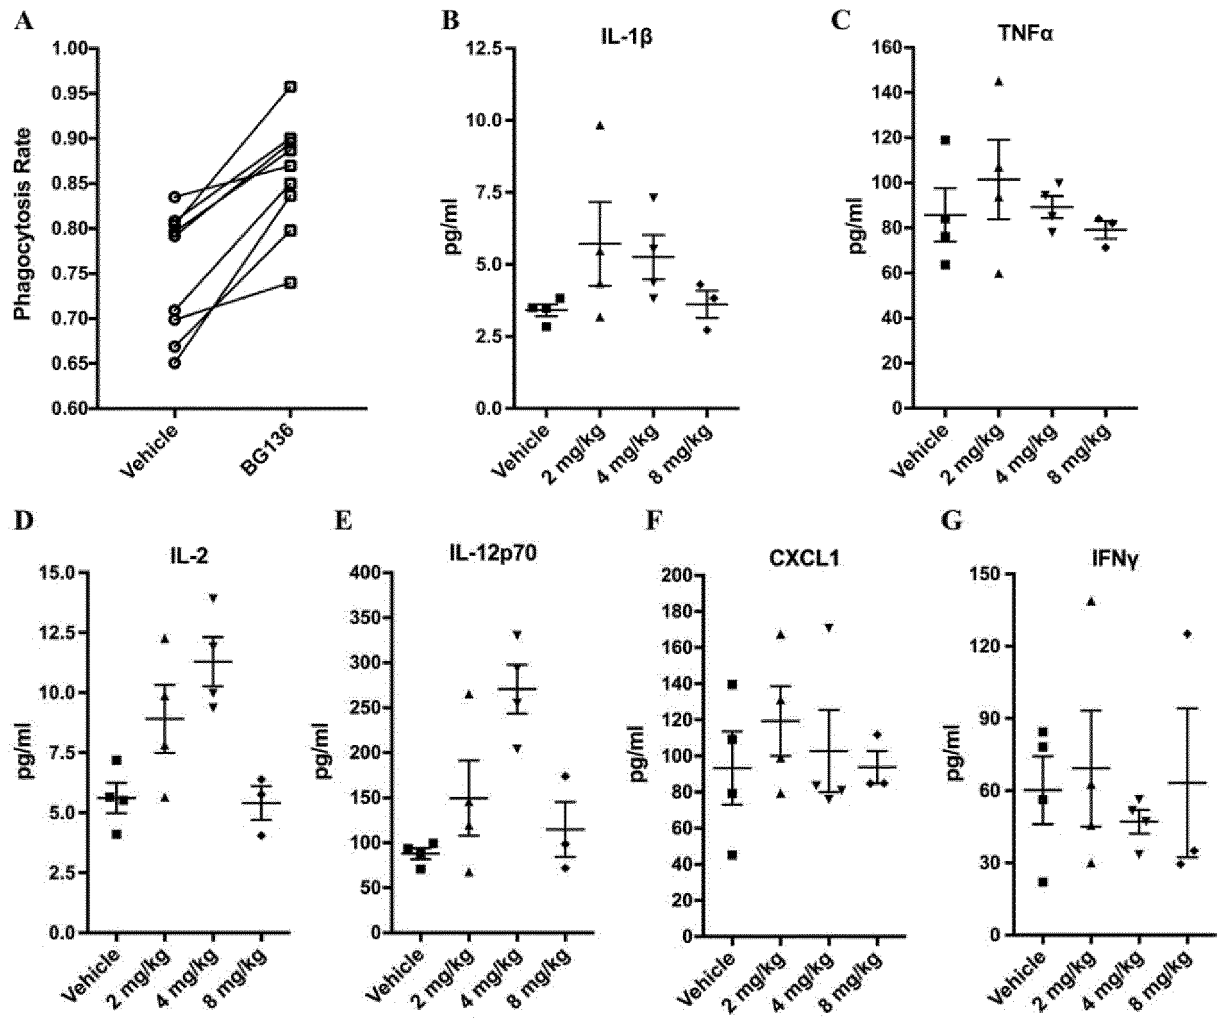 A
Phagocytosis Rate
1.00
0.95
0.90
0.85
0.80
0.75
0.70
0.65
0.60
Vehicle
BG136
B
IL-1β
pg/ml
12.5
10.0
7.5
5.0
2.5
0.0
Vehicle
2 mg/kg
4 mg/kg
8 mg/kg
C
TNFα
pg/ml
160
140
120
100
80
60
40
20
0
Vehicle
2 mg/kg
4 mg/kg
8 mg/kg
D
IL-2
pg/ml
15.0
12.5
10.0
7.5
5.0
2.5
0.0
Vehicle
2 mg/kg
4 mg/kg
8 mg/kg
E
IL-12p70
pg/ml
400
350
300
250
200
150
100
50
0
Vehicle
2 mg/kg
4 mg/kg
8 mg/kg
F
CXCL1
pg/ml
200
180
160
140
120
100
80
60
40
20
0
Vehicle
2 mg/kg
4 mg/kg
8 mg/kg
G
IFNγ
pg/ml
150
120
90
60
30
0
Vehicle
2 mg/kg
4 mg/kg
8 mg/kg